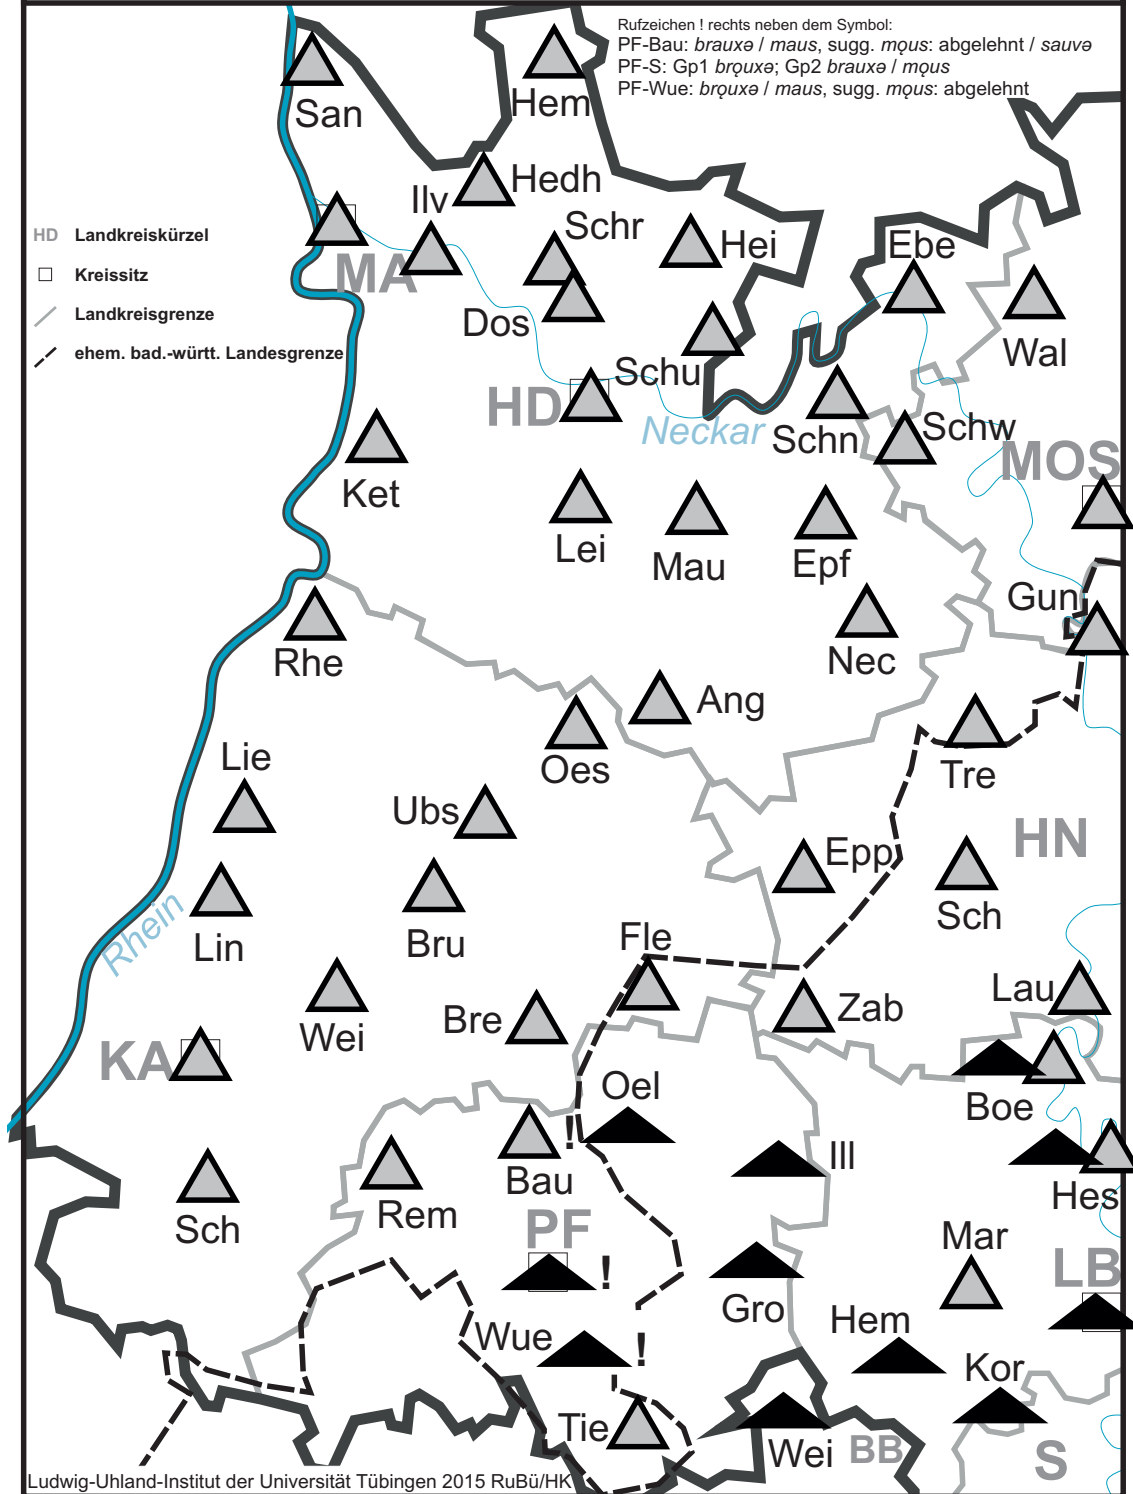 Rufzeichen ! rechts neben dem Symbol:
PF-Bau: brauxə / maus, sugg. mǫus: abgelehnt / sauvə
PF-S: Gp1 brǫuxə; Gp2 brauxə / mǫus
PF-Wue: brǫuxə / maus, sugg. mǫus: abgelehnt
San
Hem
Hedh
Ilv
Schr
Hei
Ebe
HD Landkreiskürzel
MA
Kreissitz
Landkreisgrenze
Dos
Wal
ehem. bad.-württ. Landesgrenze
Schu
HD
Neckar
Schn
Schw
MOS
Ket
Lei
Mau
Epf
Gun
Rhe
Nec
Ang
Lie
Oes
Tre
Ubs
HN
Epp
Sch
Rhein
Lin
Bru
Fle
Lau
Wei
Bre
Zab
KA
Oel
Boe
!
Ill
Bau
Hes
Sch
Rem
PF
Mar
!
LB
Gro
Hem
Wue
!
Kor
Tie
Wei
BB
S
Ludwig-Uhland-Institut der Universität Tübingen 2015 RuBü/HK